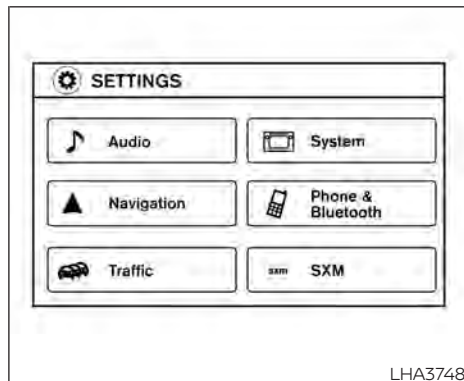 SETTINGS
Audio
System
Navigation
Phone &
Bluetooth
Traffic
sxm SXM
LHA3748